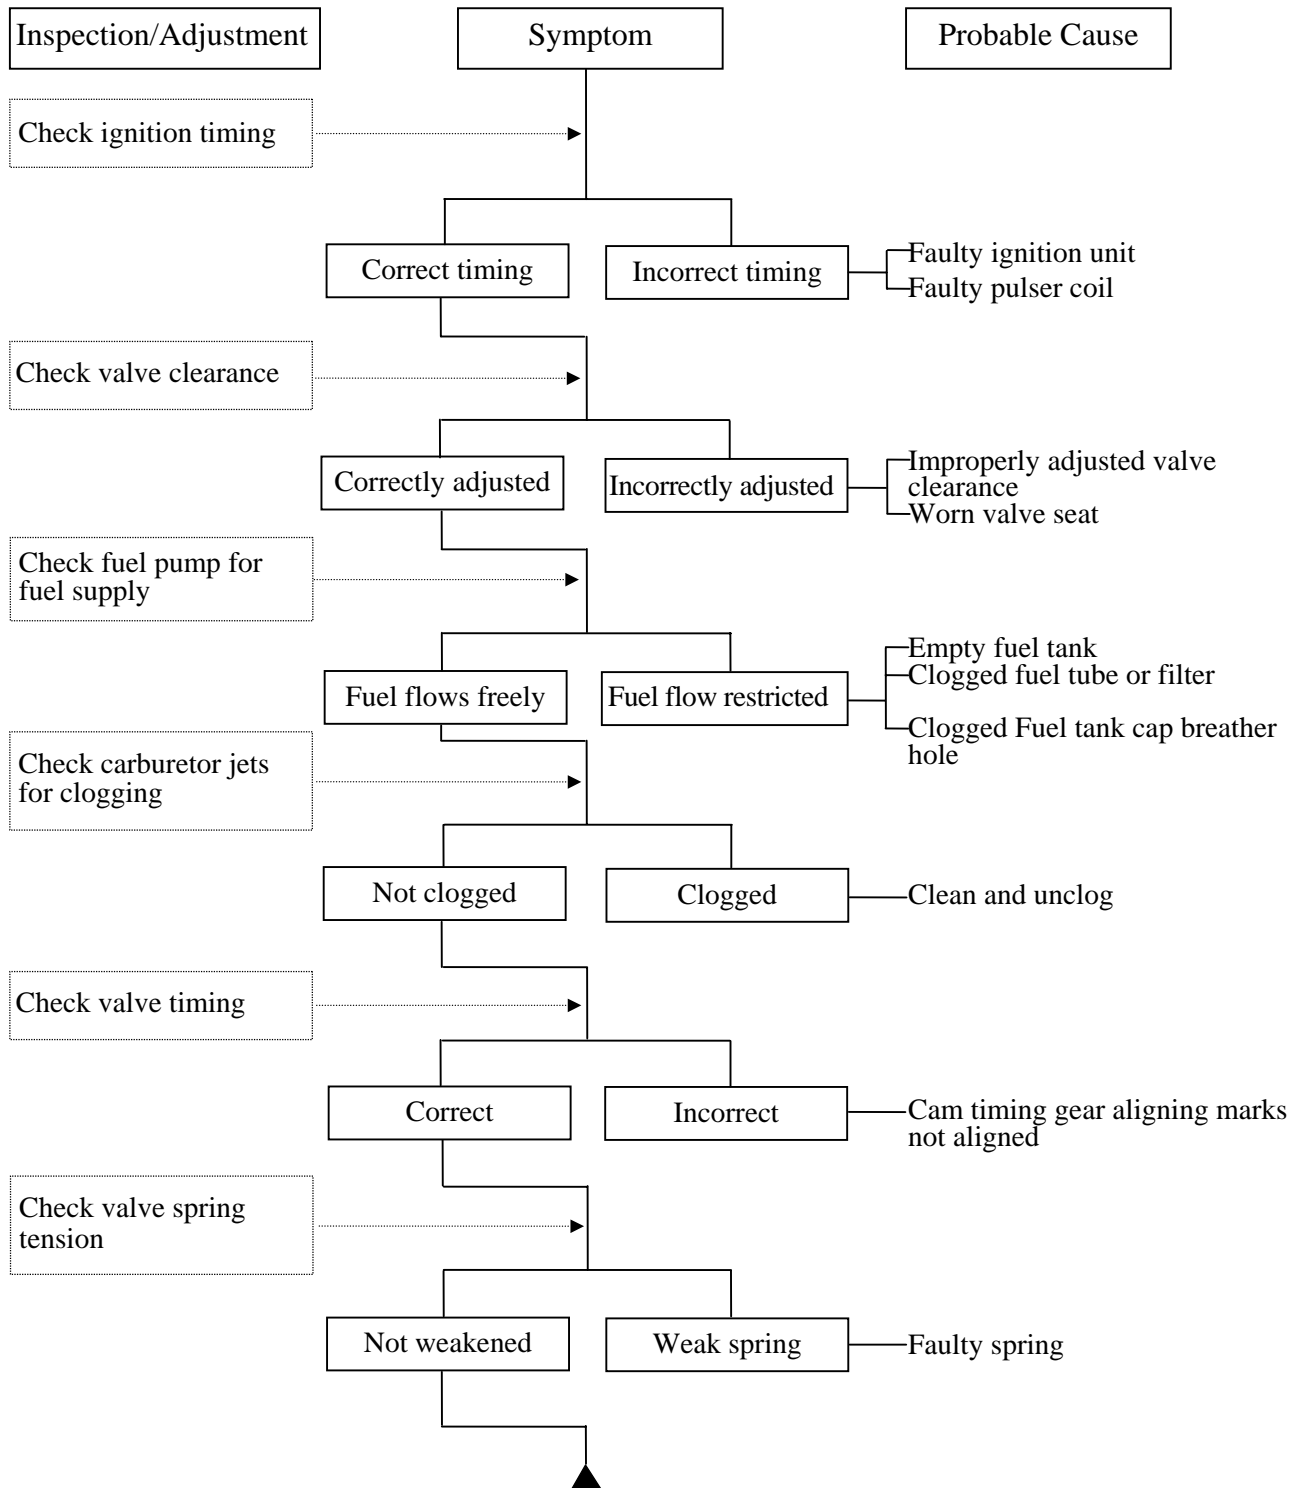 Inspection/Adjustment
Symptom
Probable Cause
Check ignition timing
Correct timing
Incorrect timing
Faulty ignition unit
Faulty pulser coil
Check valve clearance
Correctly adjusted
Incorrectly adjusted
Improperly adjusted valve
clearance
Worn valve seat
Check fuel pump for
fuel supply
Fuel flows freely
Fuel flow restricted
Empty fuel tank
Clogged fuel tube or filter
Clogged Fuel tank cap breather
hole
Check carburetor jets
for clogging
Not clogged
Clogged
Clean and unclog
Check valve timing
Correct
Incorrect
Cam timing gear aligning marks
not aligned
Check valve spring
tension
Not weakened
Weak spring
Faulty spring